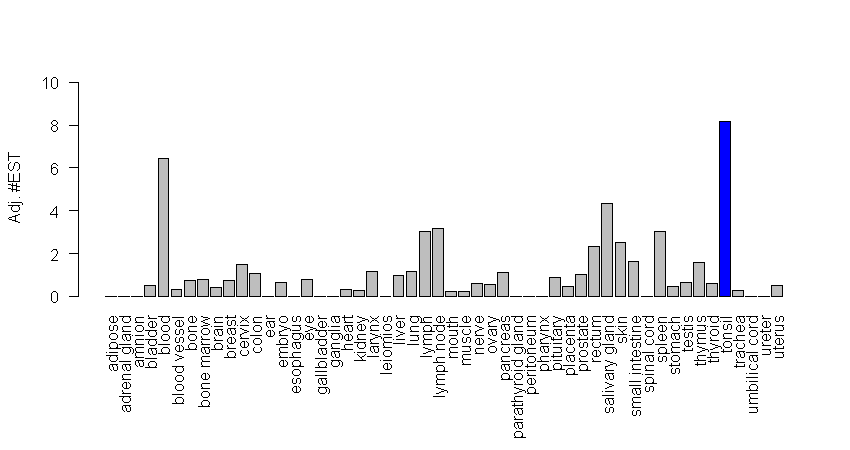 Adj. #EST
10
8
6
4
2
0
adipose
adrenal gland
amnion
bladder
blood
blood vessel
bone
bone marrow
brain
breast
cervix
colon
ear
embryo
esophagus
eye
gallbladder
ganglia
heart
kidney
larynx
leiomios
liver
lung
lymph
lymph node
mouth
muscle
nerve
ovary
pancreas
parathyroid gland
peritoneum
pharynx
pituitary
placenta
prostate
rectum
salivary gland
skin
small intestine
spinal cord
spleen
stomach
testis
thymus
thyroid
tonsil
trachea
umbilical cord
ureter
uterus